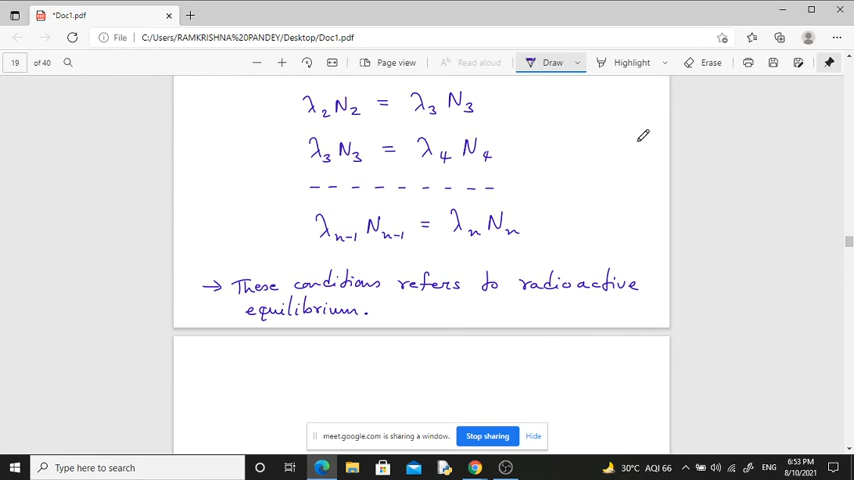 *Doc1.pdf
File C:/Users/RAMKRISHNA%20PANDEY/Desktop/Doc1.pdf
19 of 40 Page view Read aloud Draw Highlight Erase
λ₂N₂ = λ₃ N₃
λ₃ N₃ = λ₄ N₄
- - - - - - - - -
λₙ₋₁ Nₙ₋₁ = λₙ Nₙ
→ These conditions refers to radioactive
equilibrium.
meet.google.com is sharing a window. Stop sharing Hide
Type here to search
30°C AQI 66 ENG 6:53 PM
8/10/2021